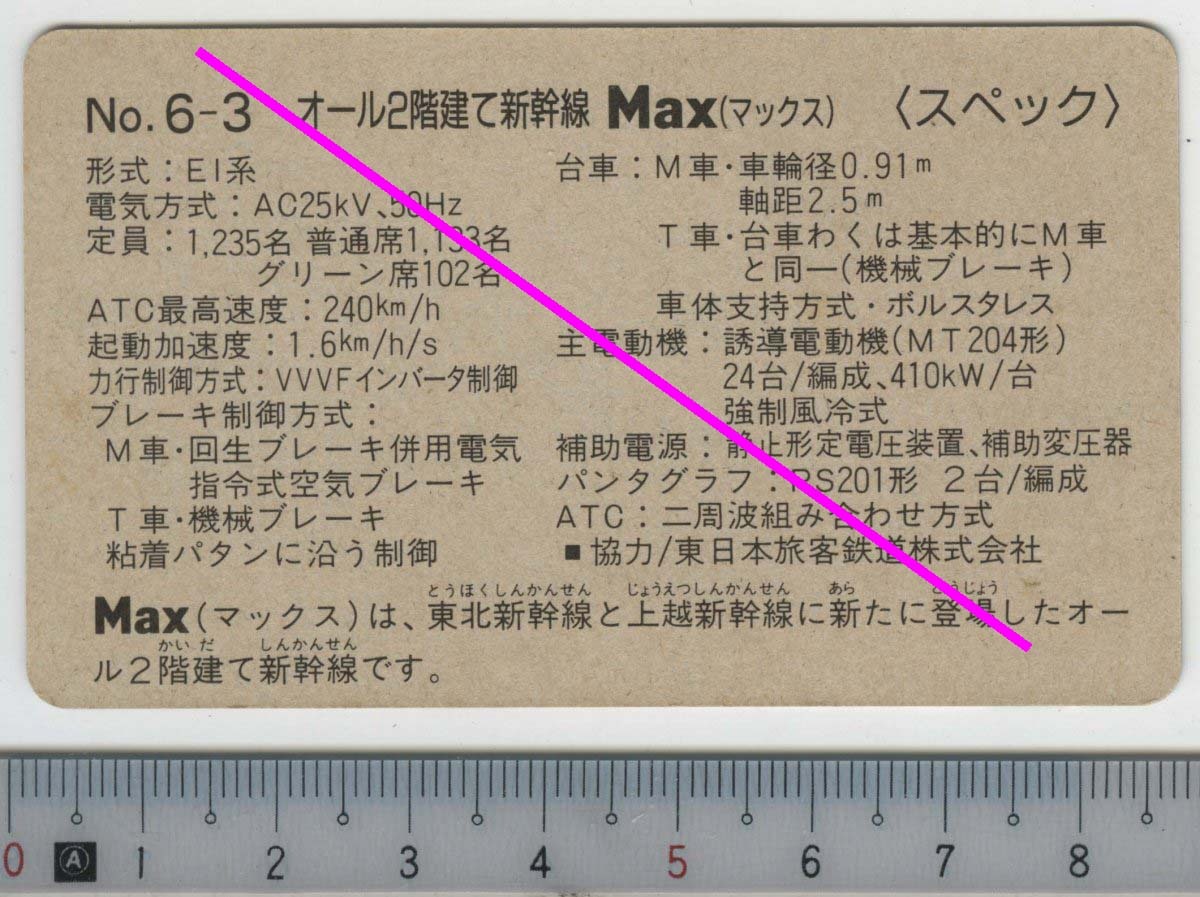 No. 6-3 オール2階建て新幹線 Max(マックス) 〈スペック〉
形式：E1系
電気方式：AC25kV、50Hz
定員：1,235名 普通席1,133名
グリーン席102名
ATC最高速度：240km/h
起動加速度：1.6km/h/s
力行制御方式：VVVFインバータ制御
ブレーキ制御方式：
M車・回生ブレーキ併用電気
指令式空気ブレーキ
T車・機械ブレーキ
粘着パタンに沿う制御
台車：M車・車輪径0.91m
軸距2.5m
T車・台車わくは基本的にM車
と同一(機械ブレーキ)
車体支持方式・ボルスタレス
主電動機：誘導電動機(MT204形)
24台/編成、410kW/台
強制風冷式
補助電源：静止形定電圧装置、補助変圧器
パンタグラフ：PS201形 2台/編成
ATC：二周波組み合わせ方式
■協力/東日本旅客鉄道株式会社
とうほくしんかんせん じょうえつしんかんせん あら とうじょう
Max(マックス)は、東北新幹線と上越新幹線に新たに登場したオー
かいだ しんかんせん
ル2階建て新幹線です。
0 A 1 2 3 4 5 6 7 8